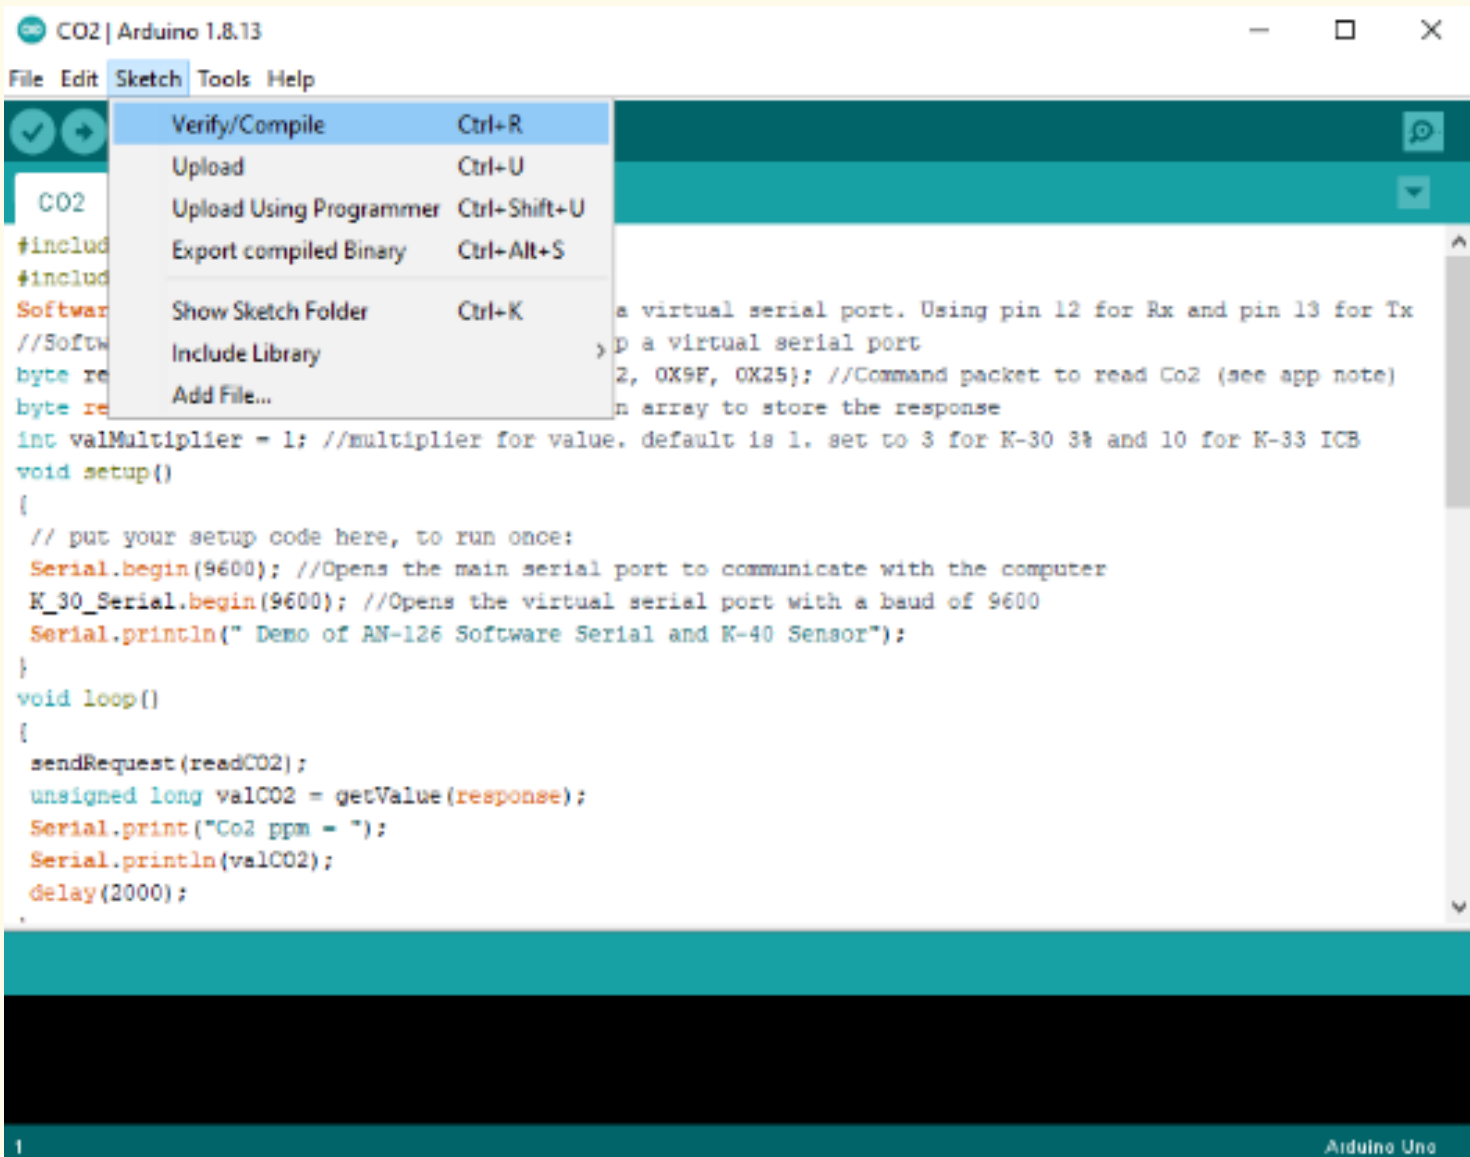 CO2 | Arduino 1.8.13
File Edit Sketch Tools Help
Verify/Compile Ctrl+R
Upload Ctrl+U
Upload Using Programmer Ctrl+Shift+U
Export compiled Binary Ctrl+Alt+S
Show Sketch Folder Ctrl+K
Include Library
Add File...
CO2
#includ
#includ
Softwar a virtual serial port. Using pin 12 for Rx and pin 13 for Tx
//Softw p a virtual serial port
byte re 2, 0X9F, 0X25}; //Command packet to read Co2 (see app note)
byte re n array to store the response
int valMultiplier = 1; //multiplier for value. default is 1. set to 3 for K-30 3% and 10 for K-33 ICB
void setup()
{
// put your setup code here, to run once:
Serial.begin(9600); //Opens the main serial port to communicate with the computer
K_30_Serial.begin(9600); //Opens the virtual serial port with a baud of 9600
Serial.println(" Demo of AN-126 Software Serial and K-40 Sensor");
}
void loop()
{
sendRequest(readCO2);
unsigned long valCO2 = getValue(response);
Serial.print("Co2 ppm = ");
Serial.println(valCO2);
delay(2000);
1 Arduino Uno